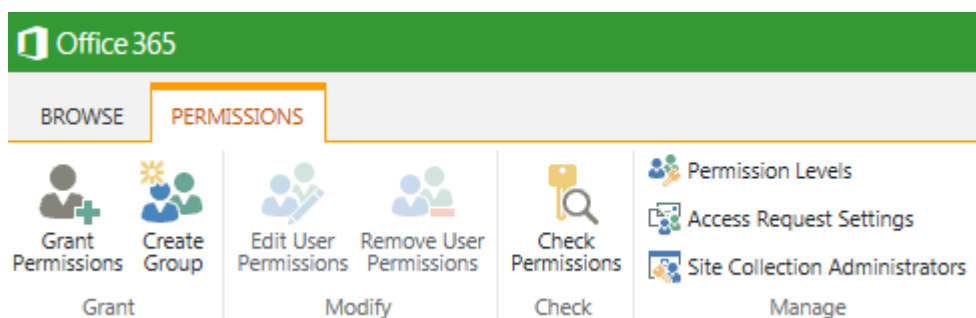 Office 365
BROWSE PERMISSIONS
Grant Permissions
Create Group
Grant
Edit User Permissions
Remove User Permissions
Modify
Check Permissions
Check
Permission Levels
Access Request Settings
Site Collection Administrators
Manage